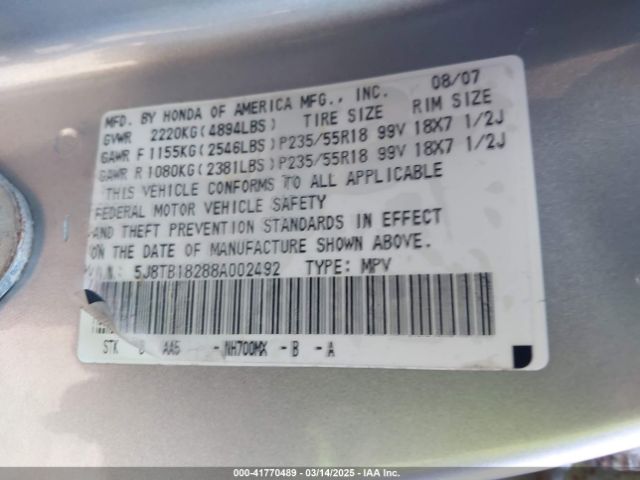 MFD. BY HONDA OF AMERICA MFG., INC. 08/07
GVWR 2220KG(4894LBS) TIRE SIZE RIM SIZE
GAWR F1155KG(2546LBS)P235/55R18 99V 18X7 1/2J
GAWR R1080KG(2381LBS)P235/55R18 99V 18X7 1/2J
THIS VEHICLE CONFORMS TO ALL APPLICABLE
FEDERAL MOTOR VEHICLE SAFETY
AND THEFT PREVENTION STANDARDS IN EFFECT
ON THE DATE OF MANUFACTURE SHOWN ABOVE.
5J8TB18288A002492 TYPE: MPV
STK B AA5 -NH700MX -B -A
000-41770489 - 03/14/2025 - IAA Inc.